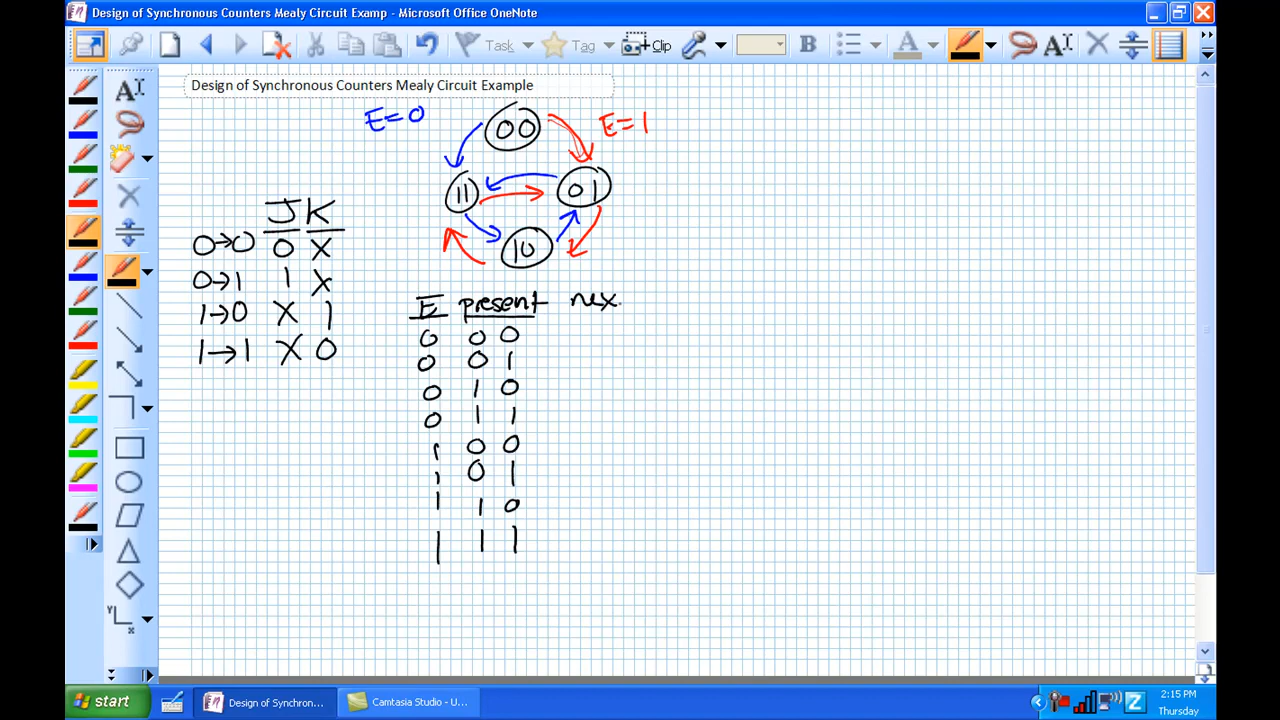 Design of Synchronous Counters Mealy Circuit Examp - Microsoft Office OneNote
Task Tag Clip B A A
A
Design of Synchronous Counters Mealy Circuit Example
E=0 00 E=1
11 01
10
J K
0→0 0 X
0→1 1 X
1→0 X 1
1→1 X 0
E present nex
0 0 0
0 0 1
0 1 0
0 1 1
1 0 0
1 0 1
1 1 0
1 1 1
start Design of Synchron... Camtasia Studio - U... Z 2:15 PM
Thursday